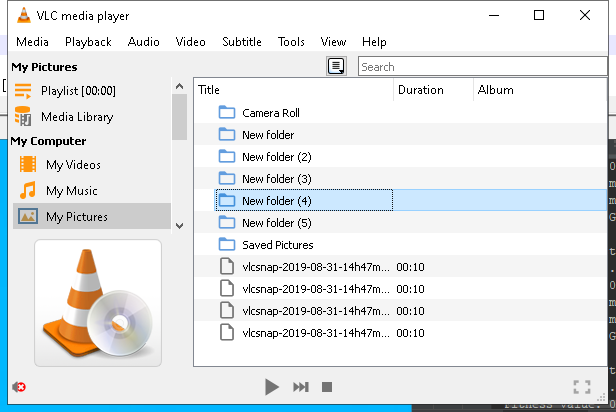 VLC media player
Media Playback Audio Video Subtitle Tools View Help
My Pictures
Search
Playlist [00:00]
Media Library
My Computer
My Videos
My Music
My Pictures
Title Duration Album
Camera Roll
New folder
New folder (2)
New folder (3)
New folder (4)
New folder (5)
Saved Pictures
vlcsnap-2019-08-31-14h47m... 00:10
vlcsnap-2019-08-31-14h47m... 00:10
vlcsnap-2019-08-31-14h47m... 00:10
vlcsnap-2019-08-31-14h47m... 00:10